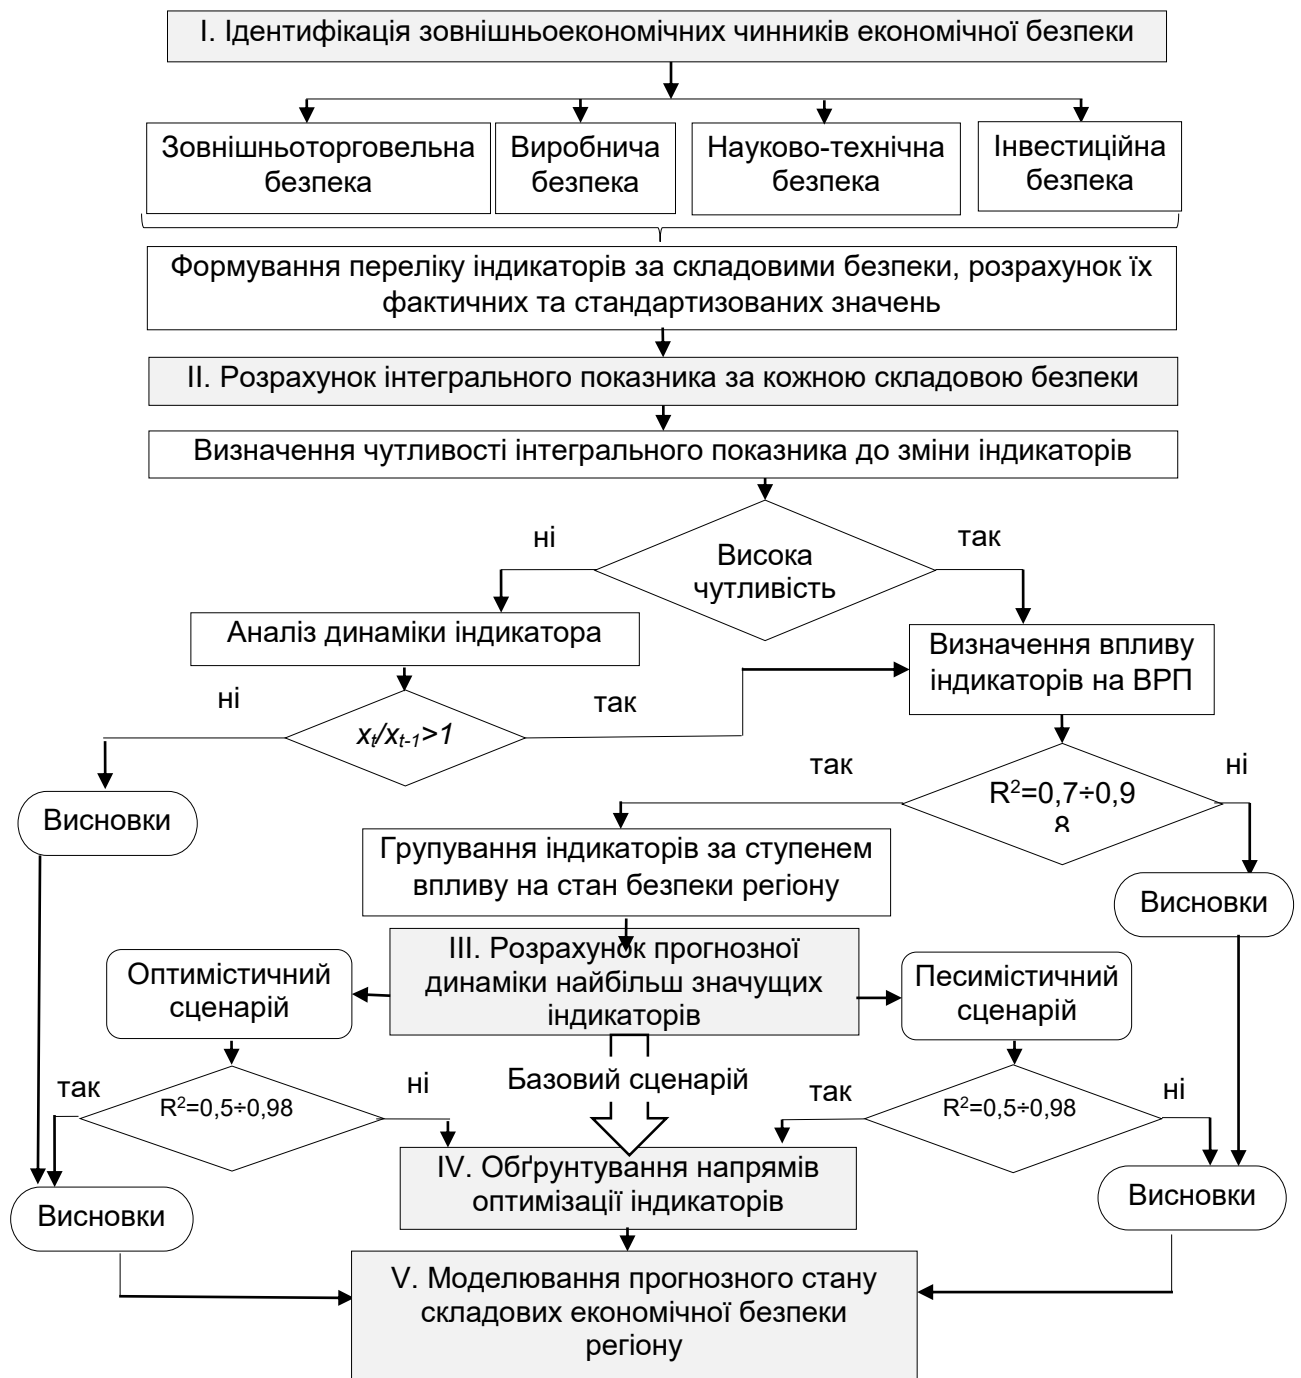 I. Ідентифікація зовнішньоекономічних чинників економічної безпеки
Зовнішньоторговельна
безпека
Виробнича
безпека
Науково-технічна
безпека
Інвестиційна
безпека
Формування переліку індикаторів за складовими безпеки, розрахунок їх
фактичних та стандартизованих значень
II. Розрахунок інтегрального показника за кожною складовою безпеки
Визначення чутливості інтегрального показника до зміни індикаторів
ні
так
Висока
чутливість
Аналіз динаміки індикатора
Визначення впливу
індикаторів на ВРП
ні
так
xₜ/xₜ₋₁>1
так
ні
R²=0,7÷0,9
8
Висновки
Групування індикаторів за ступенем
впливу на стан безпеки регіону
Висновки
III. Розрахунок прогнозної
динаміки найбільш значущих
індикаторів
Оптимістичний
сценарій
Песимістичний
сценарій
Базовий сценарій
так
ні
R²=0,5÷0,98
так
ні
R²=0,5÷0,98
IV. Обґрунтування напрямів
оптимізації індикаторів
Висновки
Висновки
V. Моделювання прогнозного стану
складових економічної безпеки
регіону